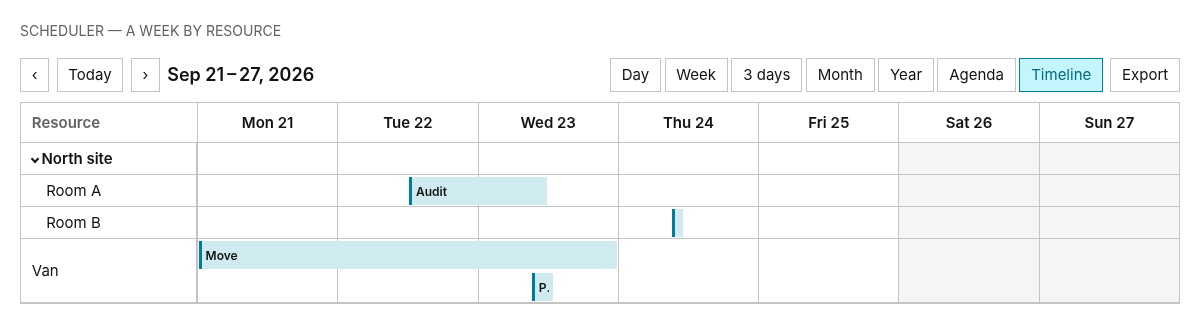 SCHEDULER — A WEEK BY RESOURCE
‹ Today › Sep 21–27, 2026 Day Week 3 days Month Year Agenda Timeline Export
Resource Mon 21 Tue 22 Wed 23 Thu 24 Fri 25 Sat 26 Sun 27
North site
Room A Audit
Room B
Move
Van
P.